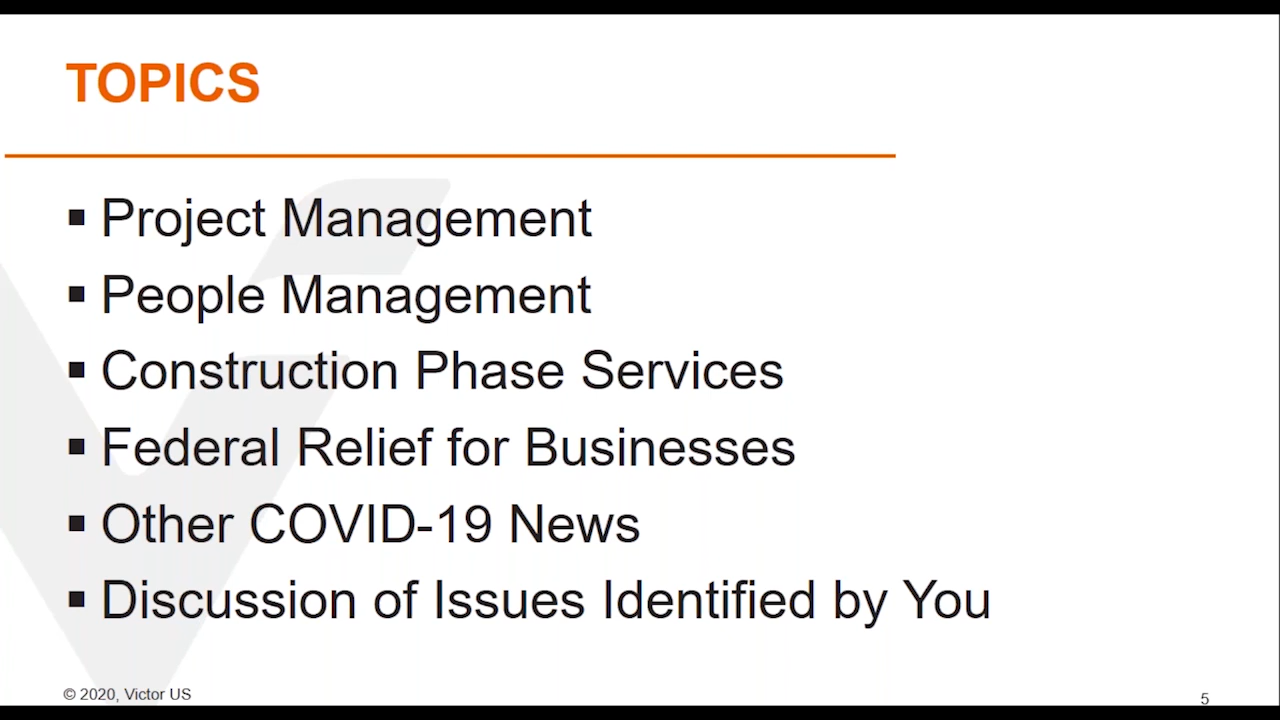 TOPICS
▪ Project Management
▪ People Management
▪ Construction Phase Services
▪ Federal Relief for Businesses
▪ Other COVID-19 News
▪ Discussion of Issues Identified by You
© 2020, Victor US
5